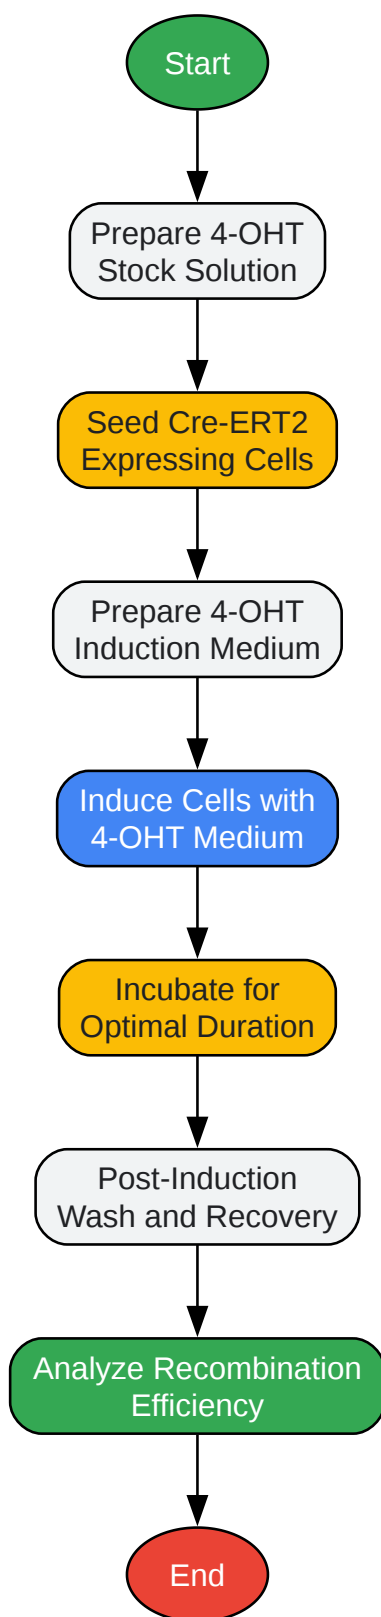 Start
Prepare 4-OHT
Stock Solution
Seed Cre-ERT2
Expressing Cells
Prepare 4-OHT
Induction Medium
Induce Cells with
4-OHT Medium
Incubate for
Optimal Duration
Post-Induction
Wash and Recovery
Analyze Recombination
Efficiency
End